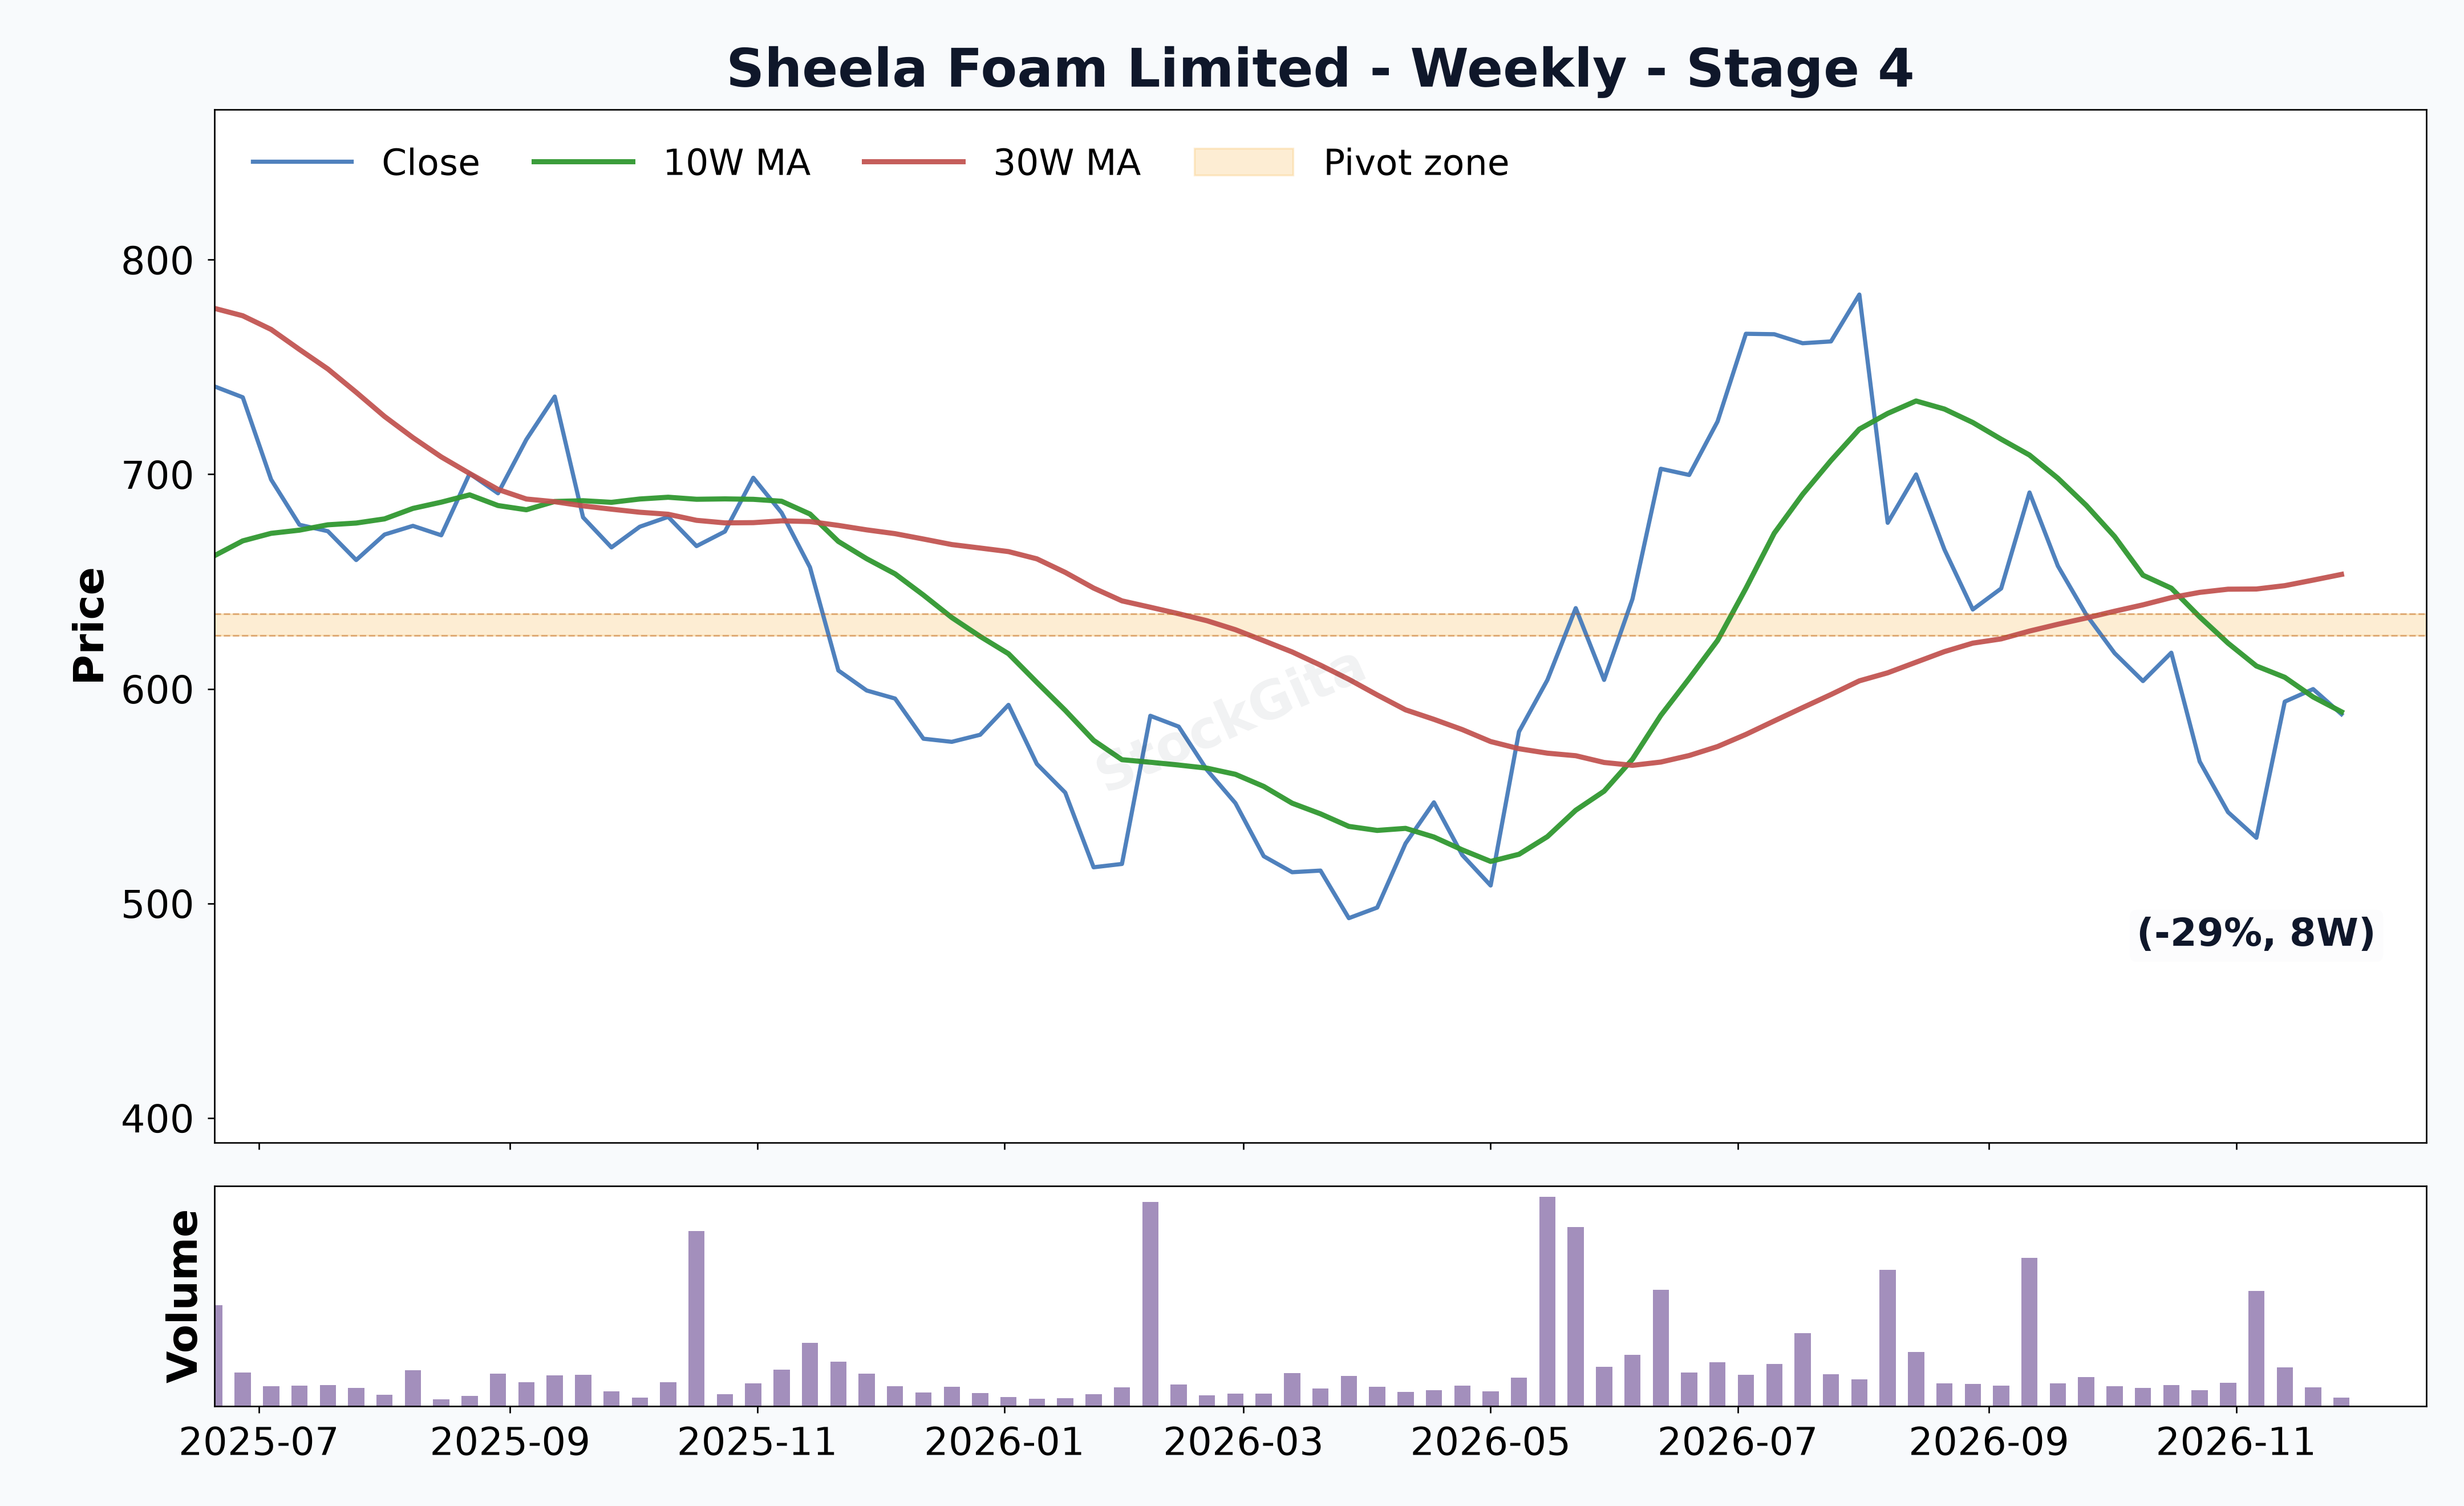 Sheela Foam Limited - Weekly - Stage 4
Close 10W MA 30W MA Pivot zone
800
700
600
500
400
Price
StockGita
(-29%, 8W)
Volume
2025-07 2025-09 2025-11 2026-01 2026-03 2026-05 2026-07 2026-09 2026-11